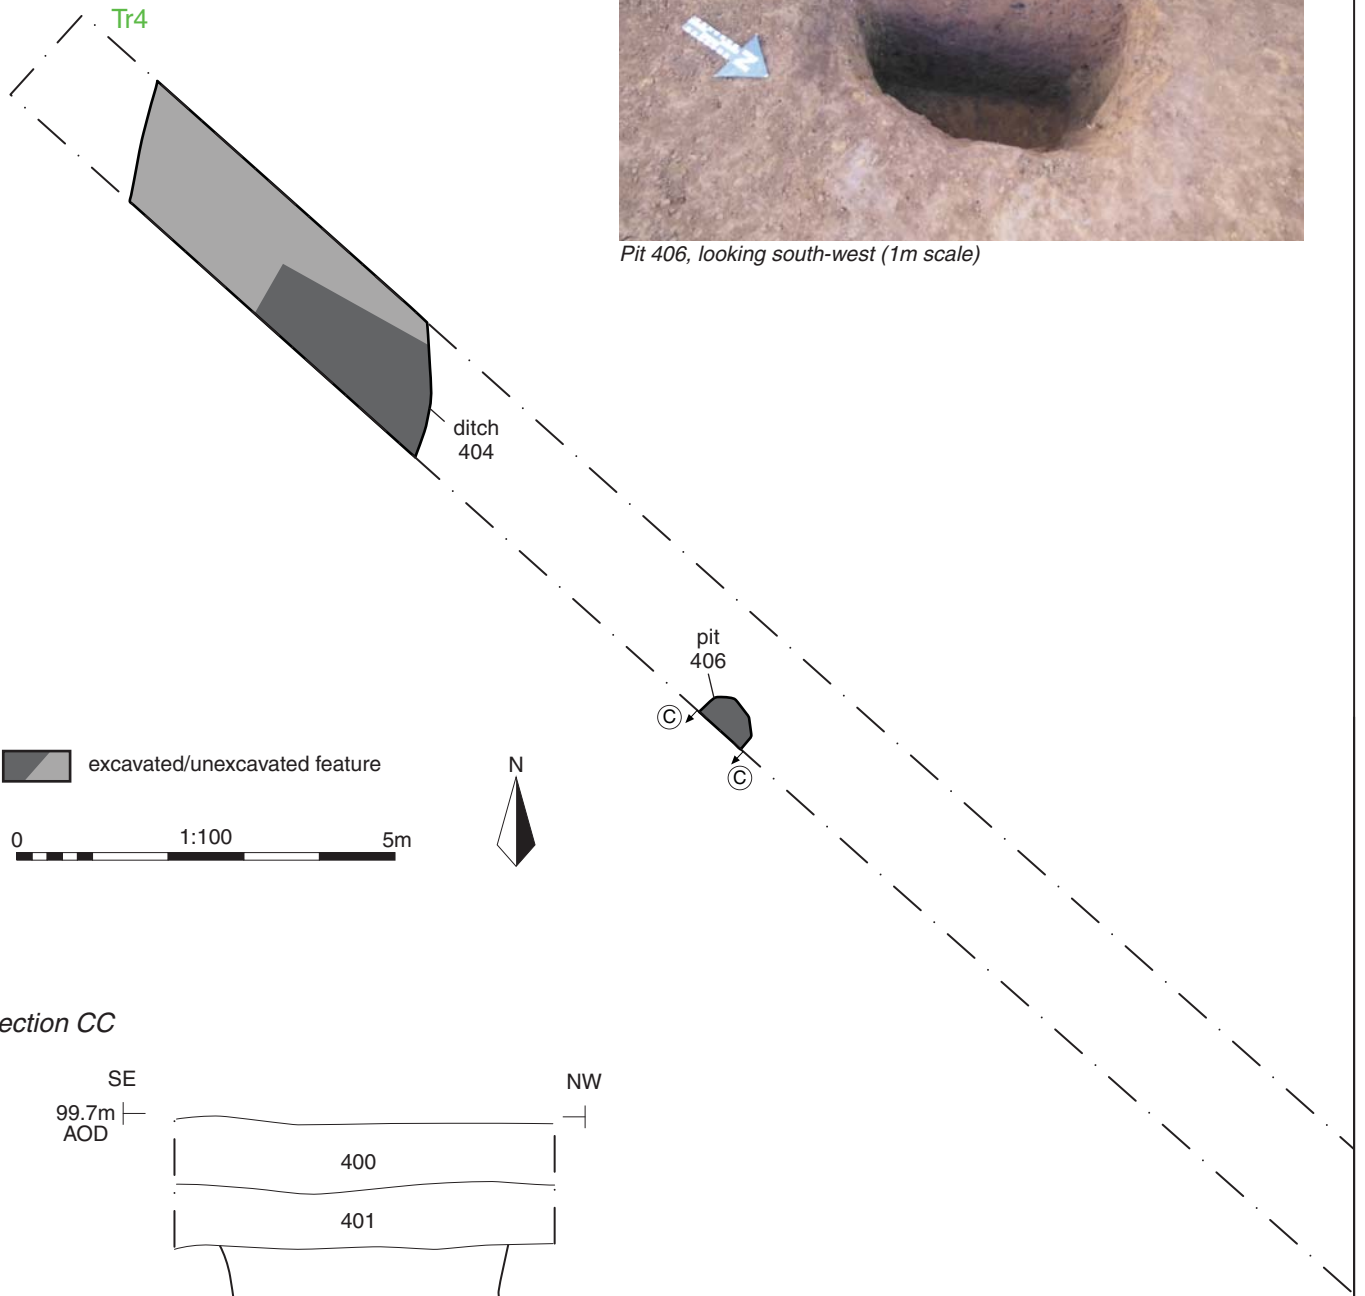 Tr4
Pit 406, looking south-west (1m scale)
ditch
404
pit
406
C
C
excavated/unexcavated feature
N
0 1:100 5m
ection CC
SE
NW
99.7m
AOD
400
401
N